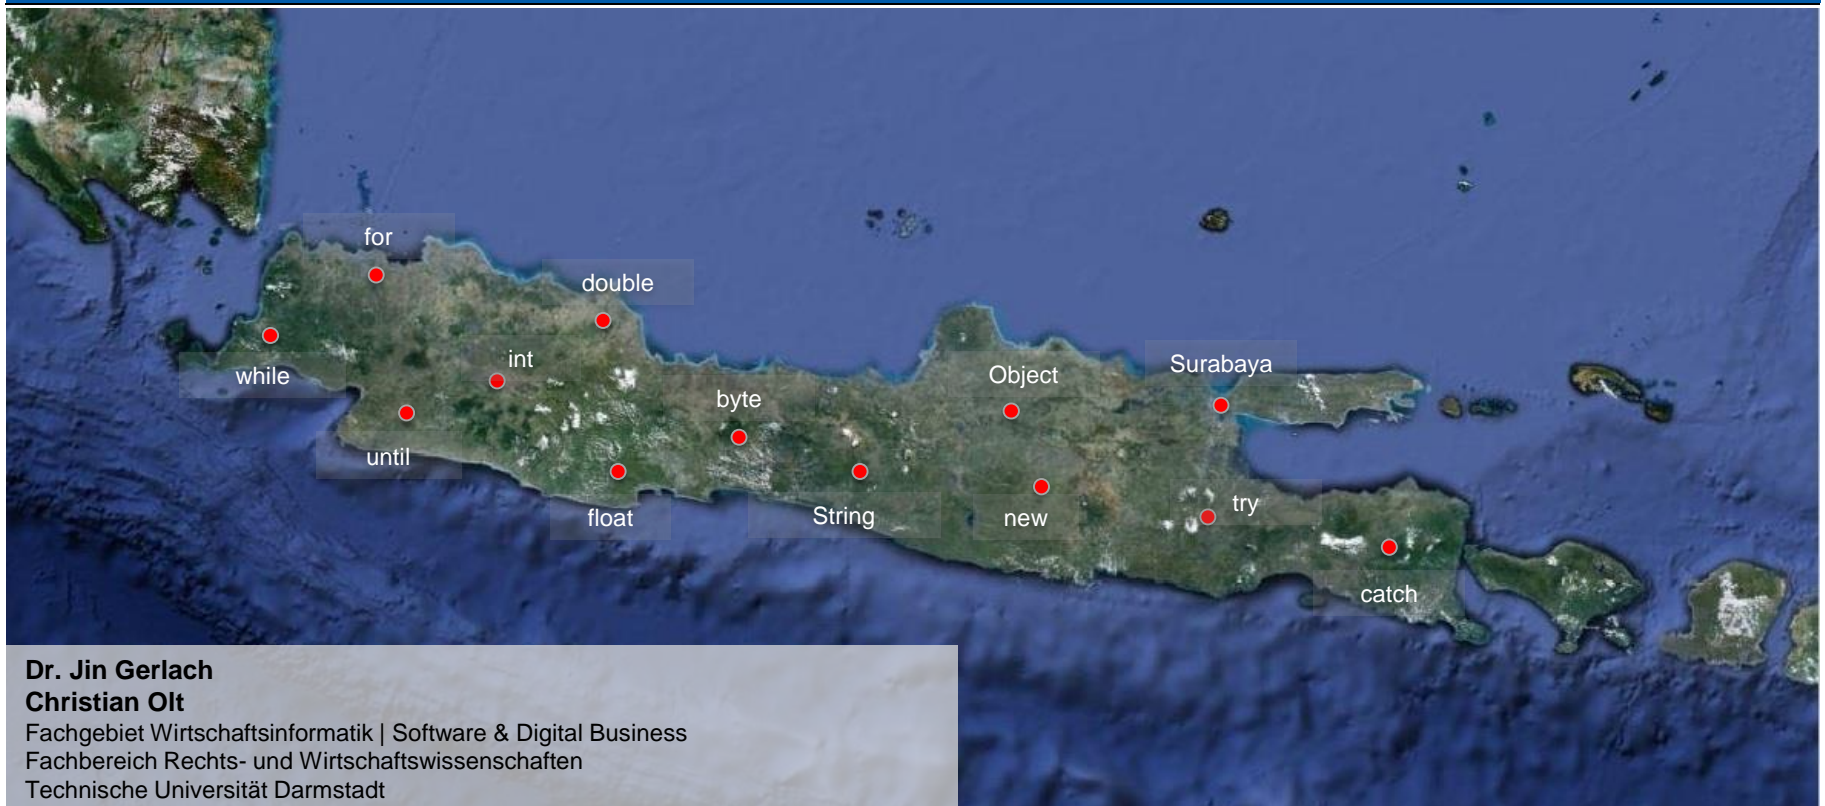 for
double
while
int
Object
Surabaya
byte
until
float
String
new
try
catch
Dr. Jin Gerlach
Christian Olt
Fachgebiet Wirtschaftsinformatik | Software & Digital Business
Fachbereich Rechts- und Wirtschaftswissenschaften
Technische Universität Darmstadt